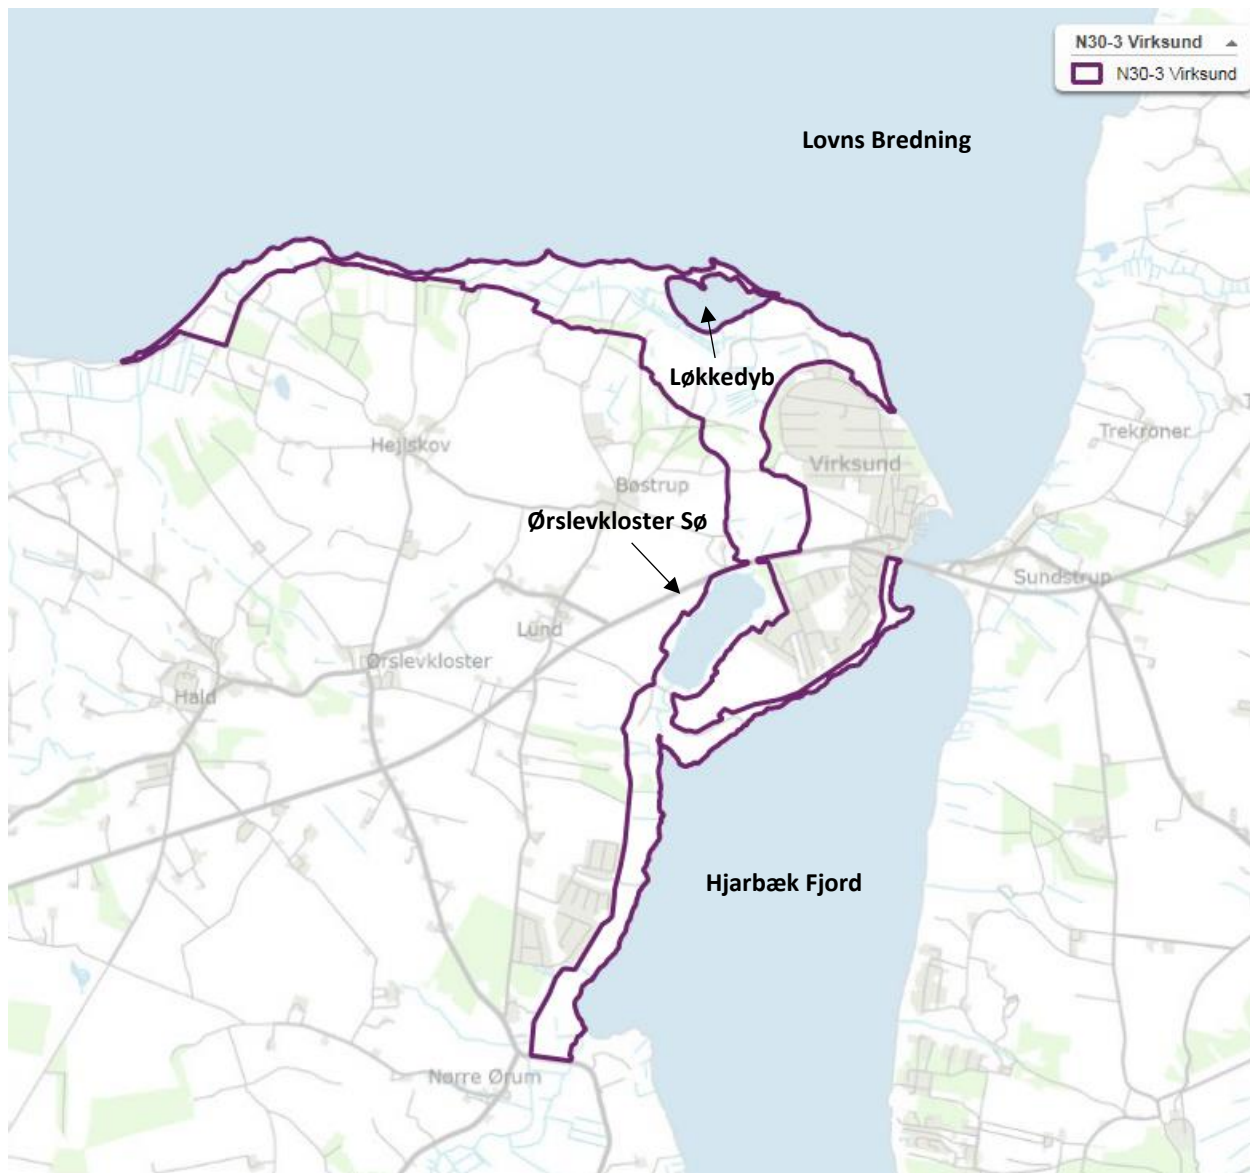 N30-3 Virksund
N30-3 Virksund
Lovns Bredning
Løkkedyb
Trekroner
Hejlskov
Virksund
Bøstrup
Ørslevkloster Sø
Sundstrup
Lund
Ørslevkloster
Hald
Hjarbæk Fjord
Nørre Ørum